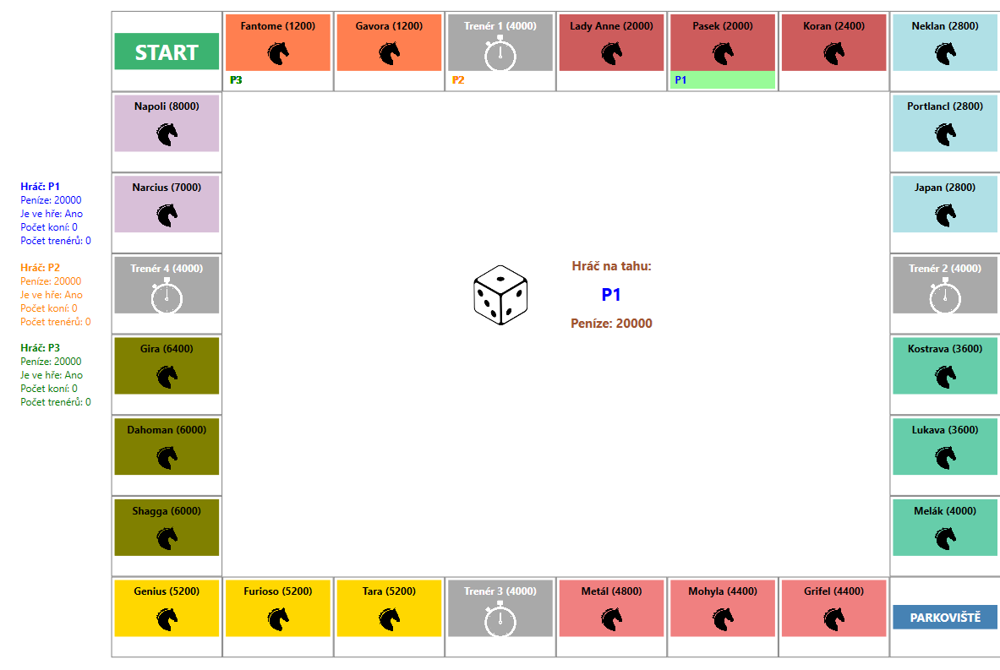 START
Fantome (1200)
Gavora (1200)
Trenér 1 (4000)
Lady Anne (2000)
Pasek (2000)
Koran (2400)
Neklan (2800)
P3
P2
P1
Napoli (8000)
Portlancl (2800)
Narcius (7000)
Japan (2800)
Hráč: P1
Peníze: 20000
Je ve hře: Ano
Počet koní: 0
Počet trenérů: 0
Hráč: P2
Peníze: 20000
Je ve hře: Ano
Počet koní: 0
Počet trenérů: 0
Hráč: P3
Peníze: 20000
Je ve hře: Ano
Počet koní: 0
Počet trenérů: 0
Trenér 4 (4000)
Hráč na tahu:
P1
Peníze: 20000
Trenér 2 (4000)
Gira (6400)
Kostrava (3600)
Dahoman (6000)
Lukava (3600)
Shagga (6000)
Melák (4000)
Genius (5200)
Furioso (5200)
Tara (5200)
Trenér 3 (4000)
Metál (4800)
Mohyla (4400)
Grifel (4400)
PARKOVIŠTĚ